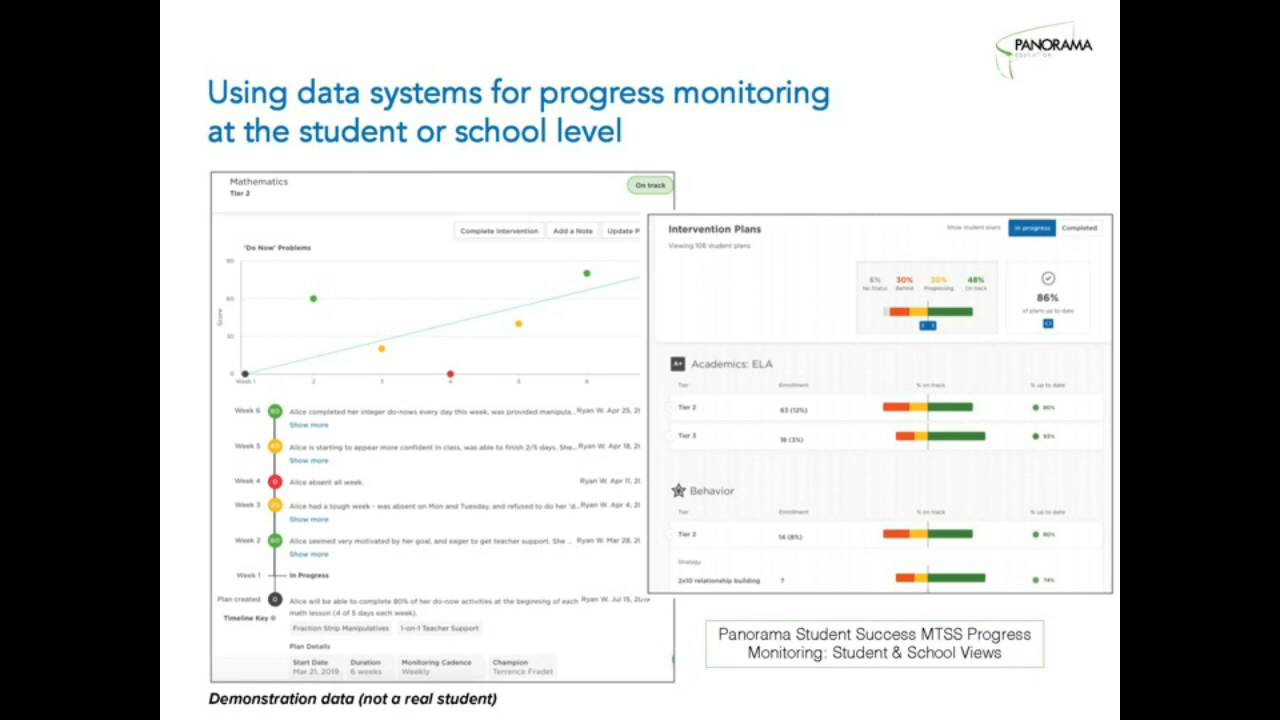 PANORAMA
EDUCATION
Using data systems for progress monitoring
at the student or school level
Mathematics
Tier 2
On track
Complete Intervention
Add a Note
Update P
'Do Now' Problems
90
60
30
0
Score
Week 1
2
3
4
5
6
Week 6
80
Alice completed her integer do-nows every day this week, was provided manipula... Ryan W. Apr 25, 20
Show more
Week 5
40
Alice is starting to appear more confident in class, was able to finish 2/5 days. She... Ryan W. Apr 18, 20
Show more
Week 4
0
Alice absent all week.
Ryan W. Apr 11, 20
Week 3
20
Alice had a tough week - was absent on Mon and Tuesday, and refused to do her 'd... Ryan W. Apr 4, 20
Show more
Week 2
60
Alice seemed very motivated by her goal, and eager to get teacher support. She ... Ryan W. Mar 28, 20
Show more
Week 1
In Progress
Plan created
0
Alice will be able to complete 80% of her do-now activities at the beginning of each Ryan W. Jul 15,
math lesson (4 of 5 days each week).
Timeline Key
Fraction Strip Manipulatives
1-on-1 Teacher Support
Plan Details
Start Date
Mar 21, 2019
Duration
6 weeks
Monitoring Cadence
Weekly
Champion
Terrence Fradet
Intervention Plans
Viewing 108 student plans
Show student plans
In progress
Completed
6%
No Status
30%
Behind
30%
Progressing
48%
On track
86%
of plans up to date
A+
Academics: ELA
Tier
Enrollment
% on track
% up to date
Tier 2
63 (12%)
80%
Tier 3
18 (3%)
93%
Behavior
Tier
Enrollment
% on track
% up to date
Tier 2
14 (8%)
80%
Strategy
2x10 relationship building
7
74%
Panorama Student Success MTSS Progress
Monitoring: Student & School Views
Demonstration data (not a real student)